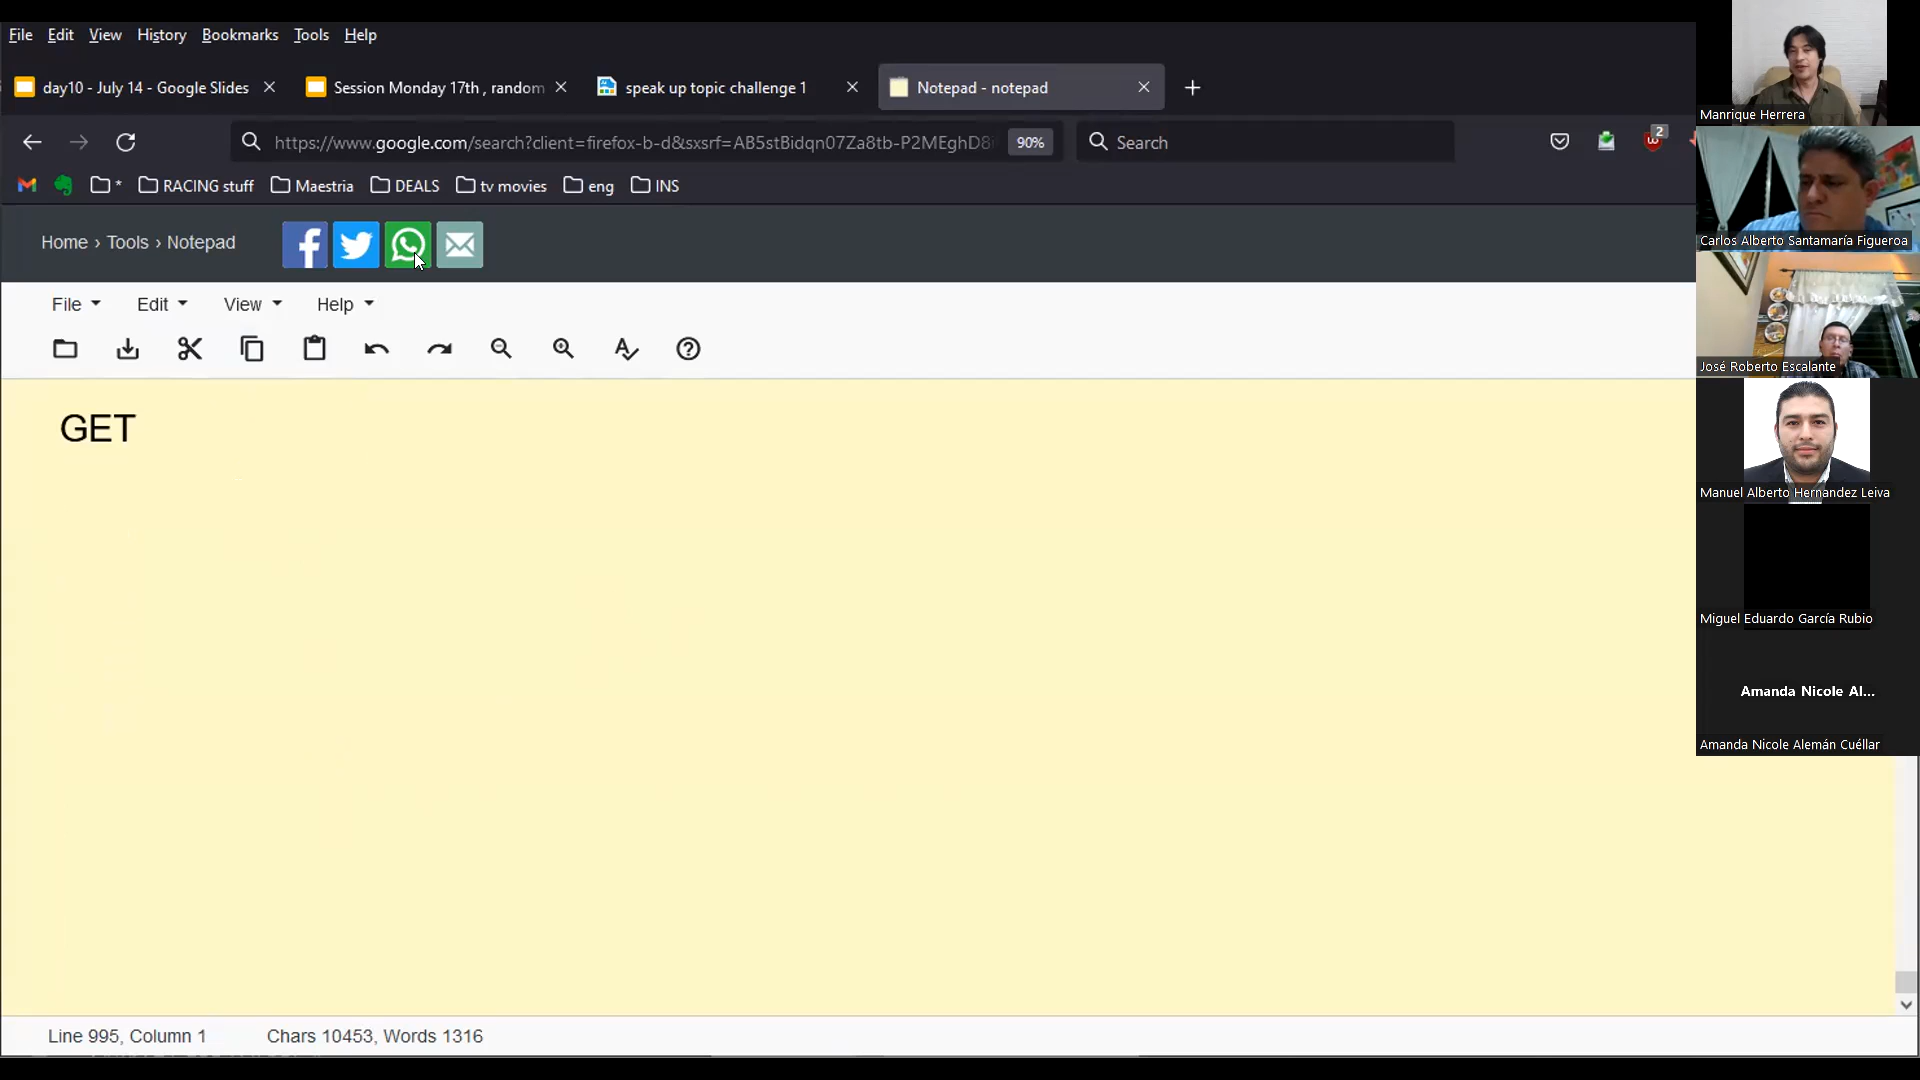 File Edit View History Bookmarks Tools Help
day10 - July 14 - Google Slides
Session Monday 17th , random
speak up topic challenge 1
Notepad - notepad
https://www.google.com/search?client=firefox-b-d&sxsrf=AB5stBidqn07Za8tb-P2MEghD8
90%
Search
2
*
RACING stuff
Maestria
DEALS
tv movies
eng
INS
Home › Tools › Notepad
File Edit View Help
GET
Line 995, Column 1
Chars 10453, Words 1316
Manrique Herrera
Carlos Alberto Santamaría Figueroa
José Roberto Escalante
Manuel Alberto Hernandez Leiva
Miguel Eduardo García Rubio
Amanda Nicole Al...
Amanda Nicole Alemán Cuéllar